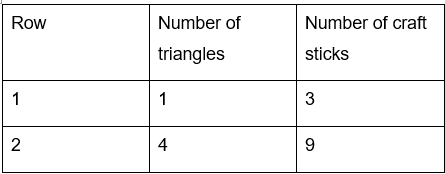 Row Number of Number of craft
triangles sticks
1 1 3
2 4 9